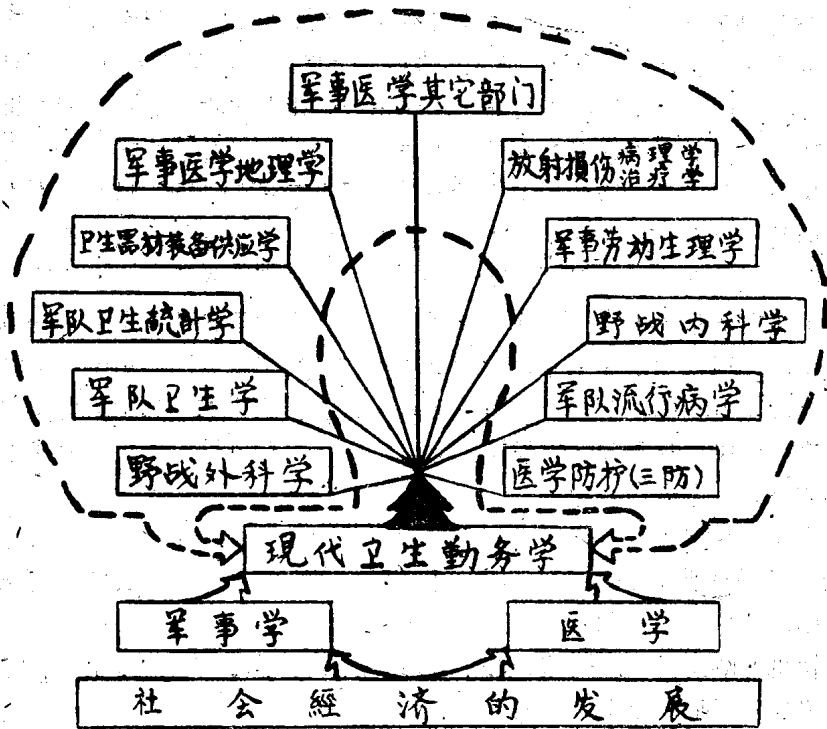 军事医学其它部门
军事医学地理学
放射損伤病理学治疗学
卫生器材装备供应学
军事劳动生理学
军队卫生統計学
野战内科学
军队卫生学
军队流行病学
野战外科学
医学防护(三防)
現代卫生勤务学
军事学
医学
社会經济的发展